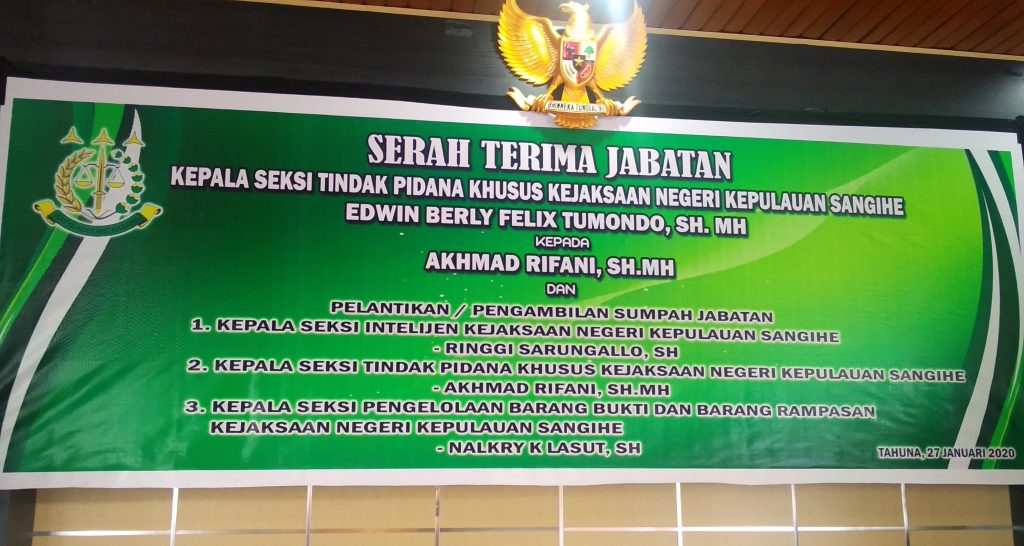 BHINNEKA TUNGGAL IKA
SERAH TERIMA JABATAN
KEPALA SEKSI TINDAK PIDANA KHUSUS KEJAKSAAN NEGERI KEPULAUAN SANGIHE
EDWIN BERLY FELIX TUMONDO, SH. MH
KEPADA
AKHMAD RIFANI, SH.MH
DAN
PELANTIKAN / PENGAMBILAN SUMPAH JABATAN
1. KEPALA SEKSI INTELIJEN KEJAKSAAN NEGERI KEPULAUAN SANGIHE
- RINGGI SARUNGALLO, SH
2. KEPALA SEKSI TINDAK PIDANA KHUSUS KEJAKSAAN NEGERI KEPULAUAN SANGIHE
- AKHMAD RIFANI, SH.MH
3. KEPALA SEKSI PENGELOLAAN BARANG BUKTI DAN BARANG RAMPASAN
KEJAKSAAN NEGERI KEPULAUAN SANGIHE
- NALKRY K LASUT, SH
TAHUNA, 27 JANUARI 2020